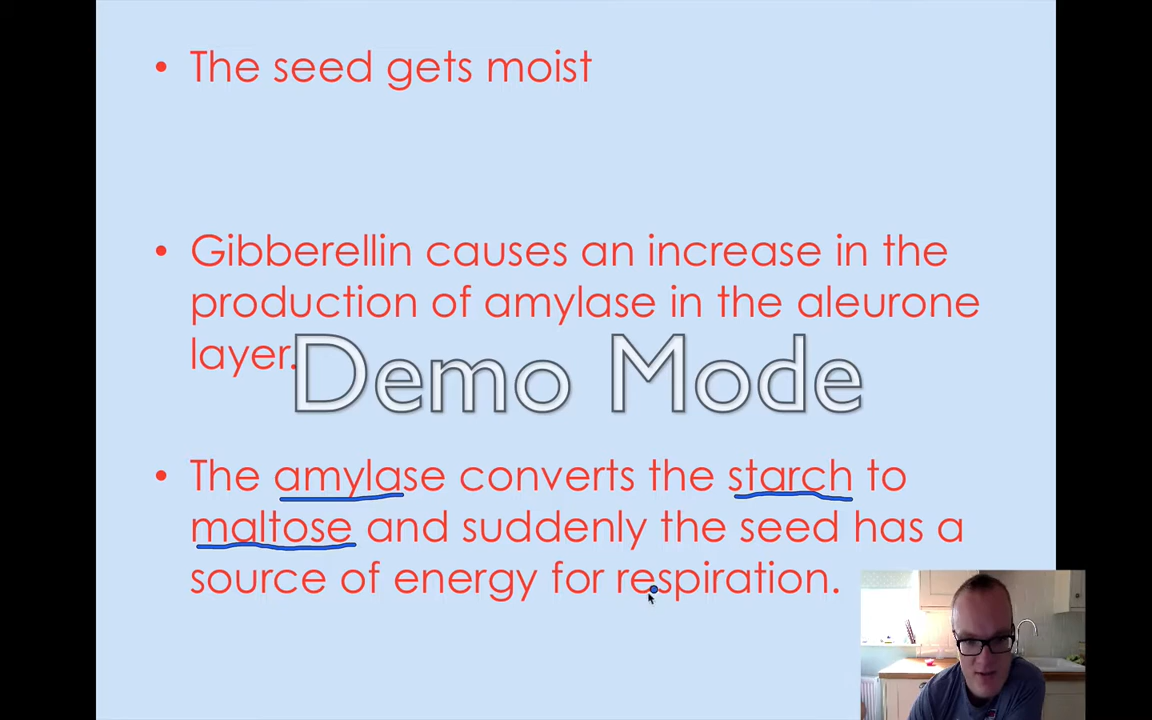 • The seed gets moist
• Gibberellin causes an increase in the
production of amylase in the aleurone
layer.
Demo Mode
• The amylase converts the starch to
maltose and suddenly the seed has a
source of energy for respiration.